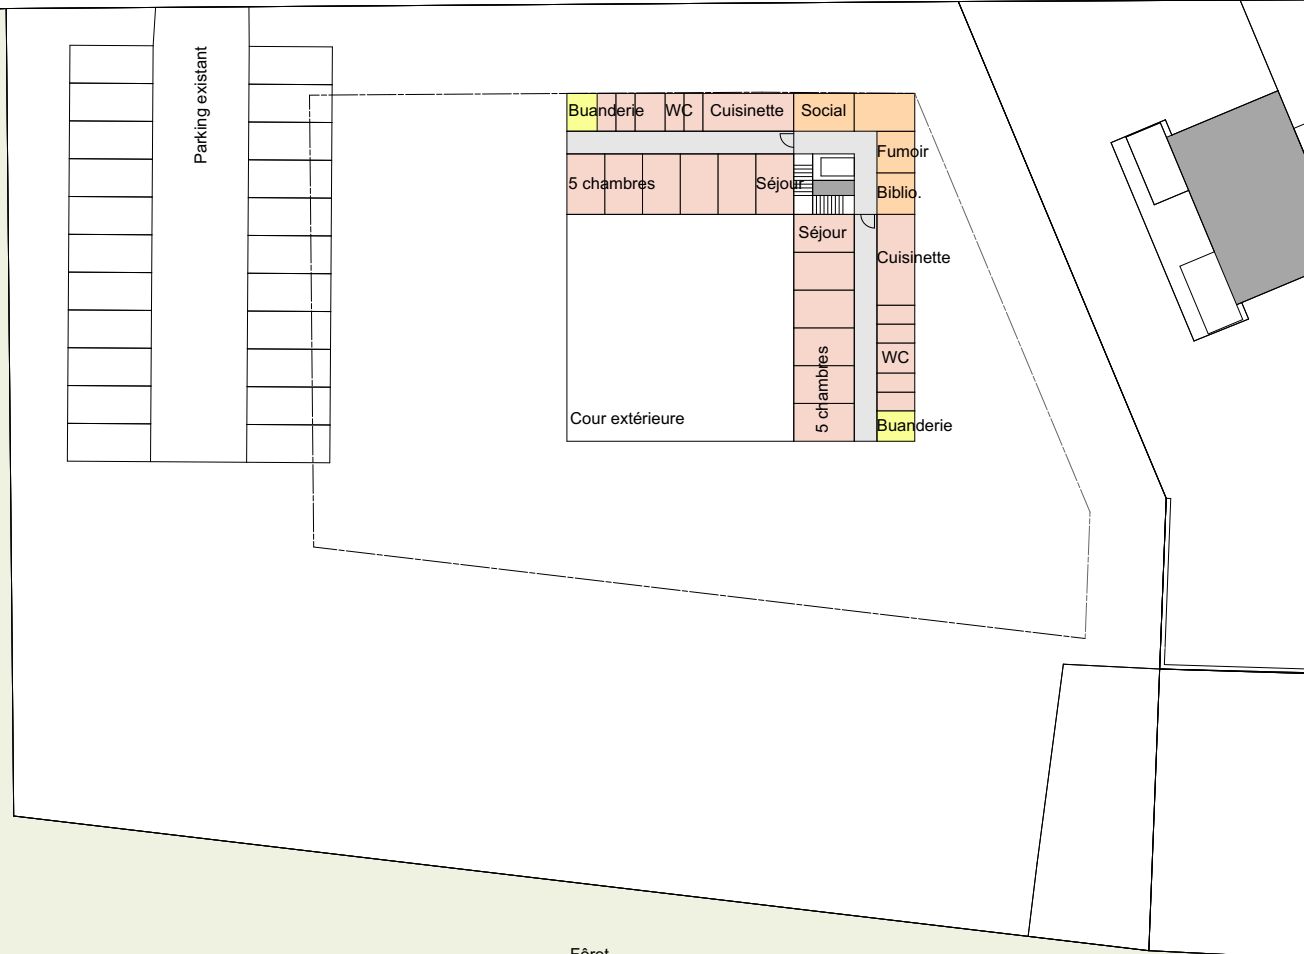 Parking existant
Buanderie
WC
Cuisinette
Social
Fumoir
Biblio.
5 chambres
Séjour
Séjour
Cuisinette
5 chambres
WC
Cour extérieure
Buanderie
Fôret